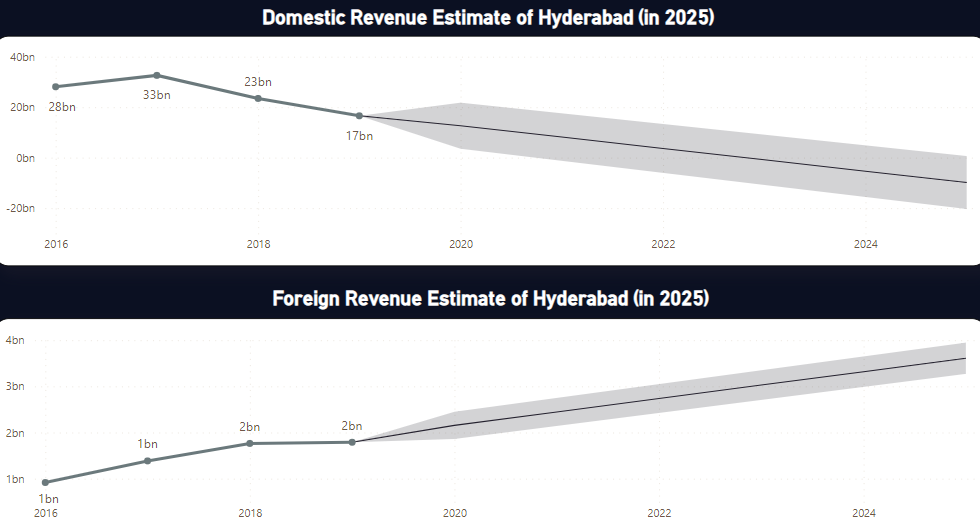 Domestic Revenue Estimate of Hyderabad (in 2025)
40bn
20bn
0bn
-20bn
28bn
33bn
23bn
17bn
2016
2018
2020
2022
2024
Foreign Revenue Estimate of Hyderabad (in 2025)
4bn
3bn
2bn
1bn
1bn
1bn
2bn
2bn
2016
2018
2020
2022
2024